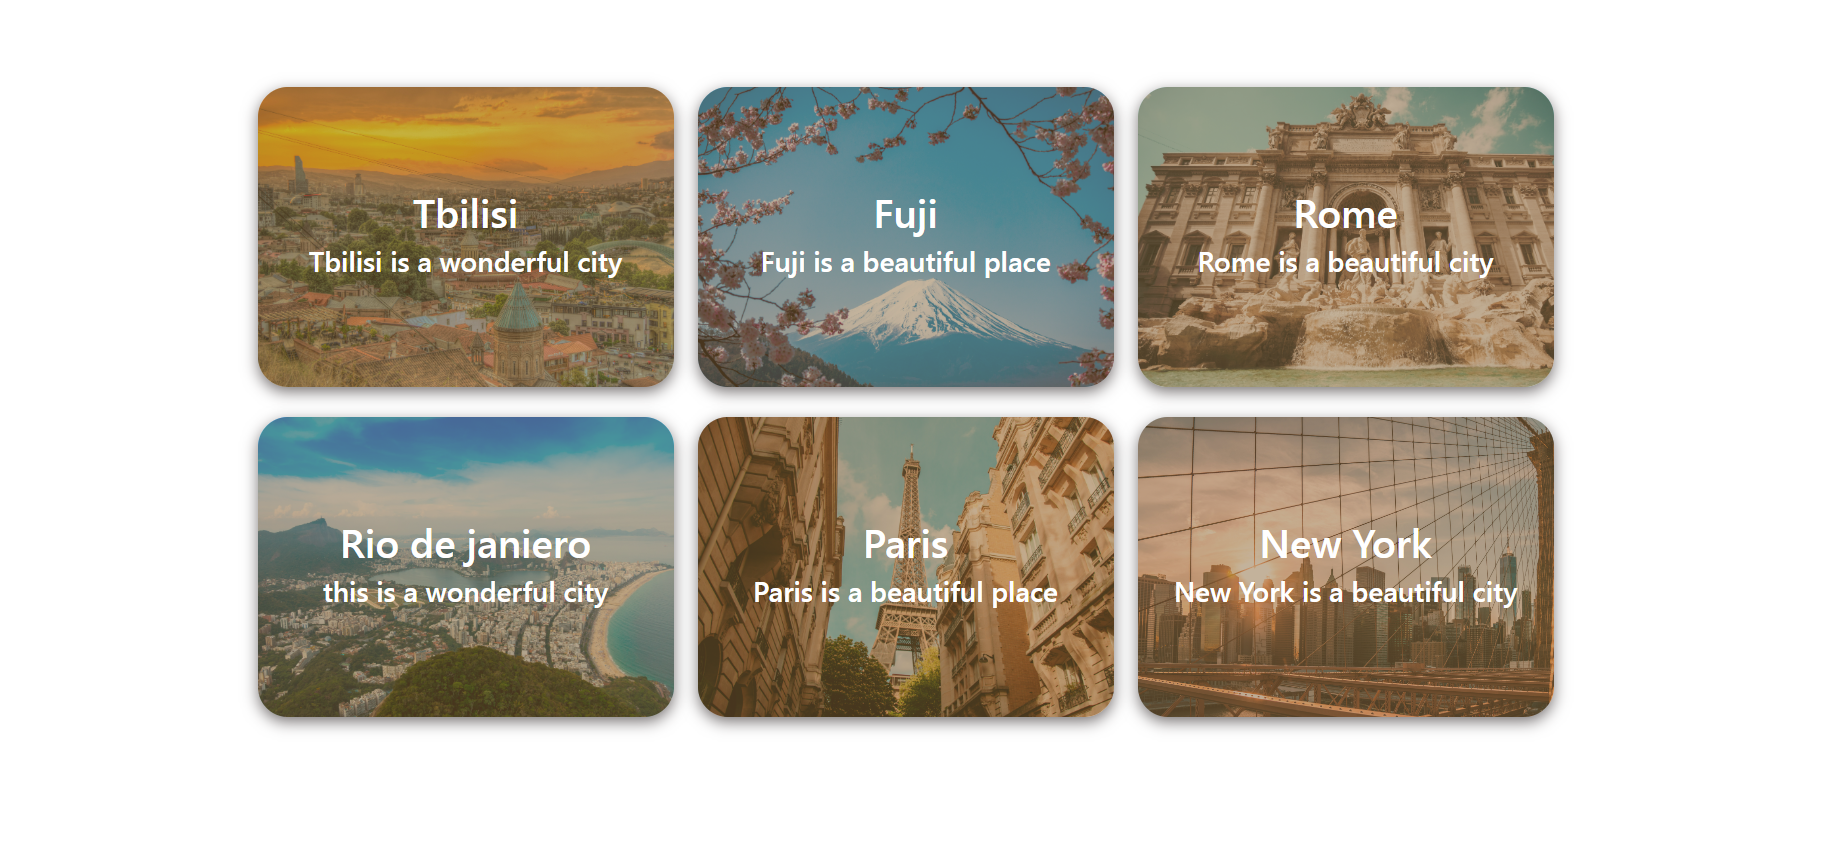 Tbilisi
Tbilisi is a wonderful city
Fuji
Fuji is a beautiful place
Rome
Rome is a beautiful city
Rio de janiero
this is a wonderful city
Paris
Paris is a beautiful place
New York
New York is a beautiful city